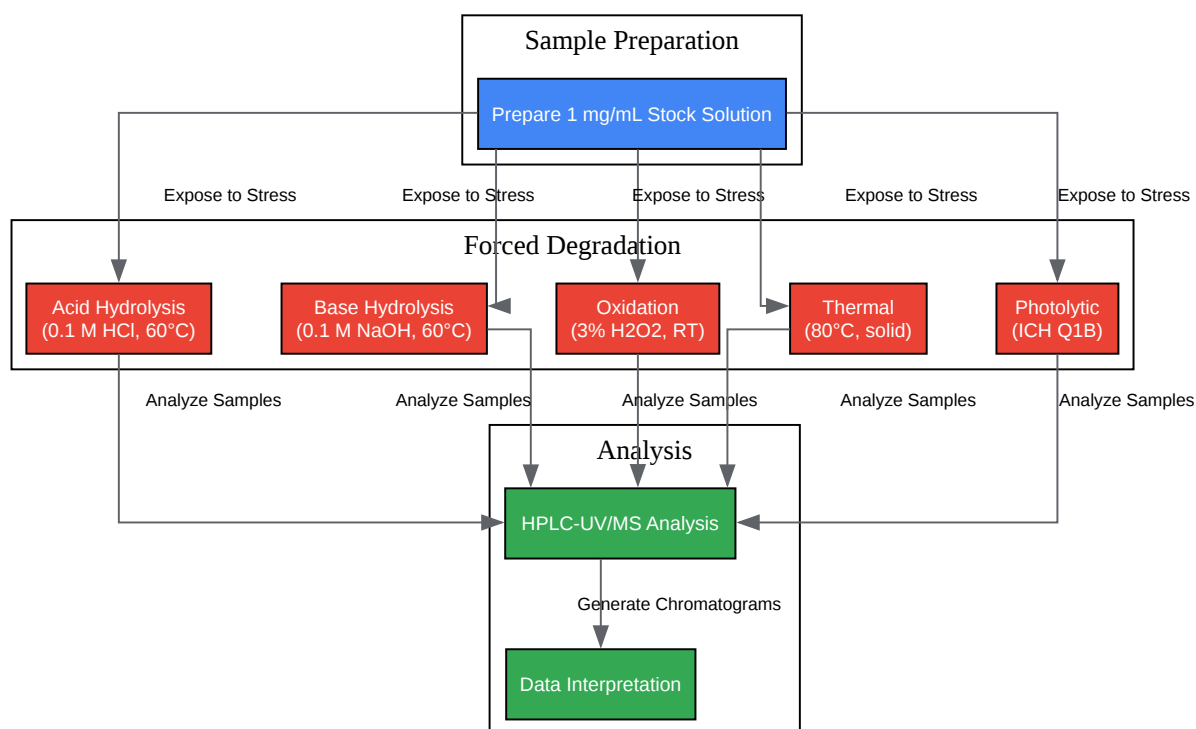 Sample Preparation
Prepare 1 mg/mL Stock Solution
Expose to Stress
Expose to Stress
Expose to Stress
Expose to Stress
Expose to Stress
Forced Degradation
Acid Hydrolysis
(0.1 M HCl, 60°C)
Base Hydrolysis
(0.1 M NaOH, 60°C)
Oxidation
(3% H2O2, RT)
Thermal
(80°C, solid)
Photolytic
(ICH Q1B)
Analyze Samples
Analyze Samples
Analyze Samples
Analyze Samples
Analyze Samples
Analysis
HPLC-UV/MS Analysis
Generate Chromatograms
Data Interpretation